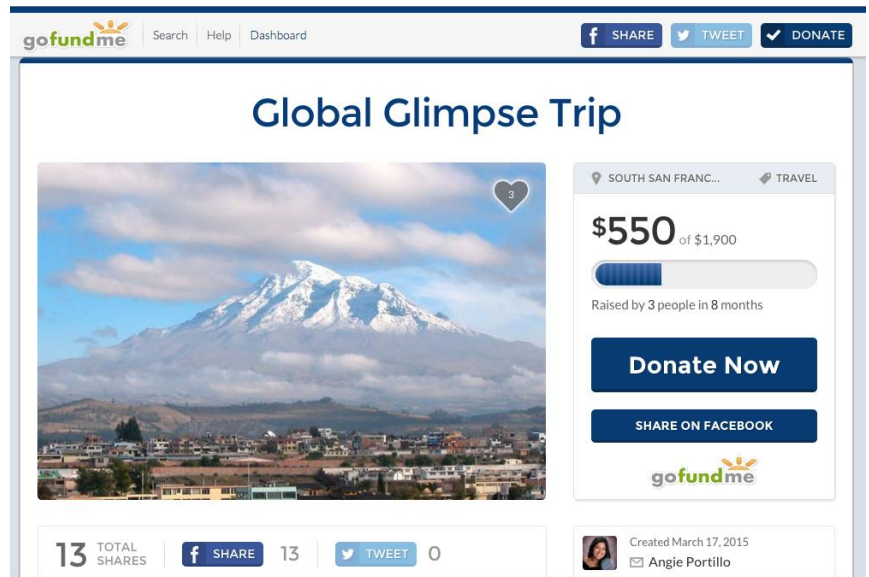 gofundme
Search Help Dashboard
f SHARE TWEET DONATE
Global Glimpse Trip
3
SOUTH SAN FRANC... TRAVEL
$550 of $1,900
Raised by 3 people in 8 months
Donate Now
SHARE ON FACEBOOK
gofundme
13 TOTAL SHARES
f SHARE 13
TWEET 0
Created March 17, 2015
Angie Portillo